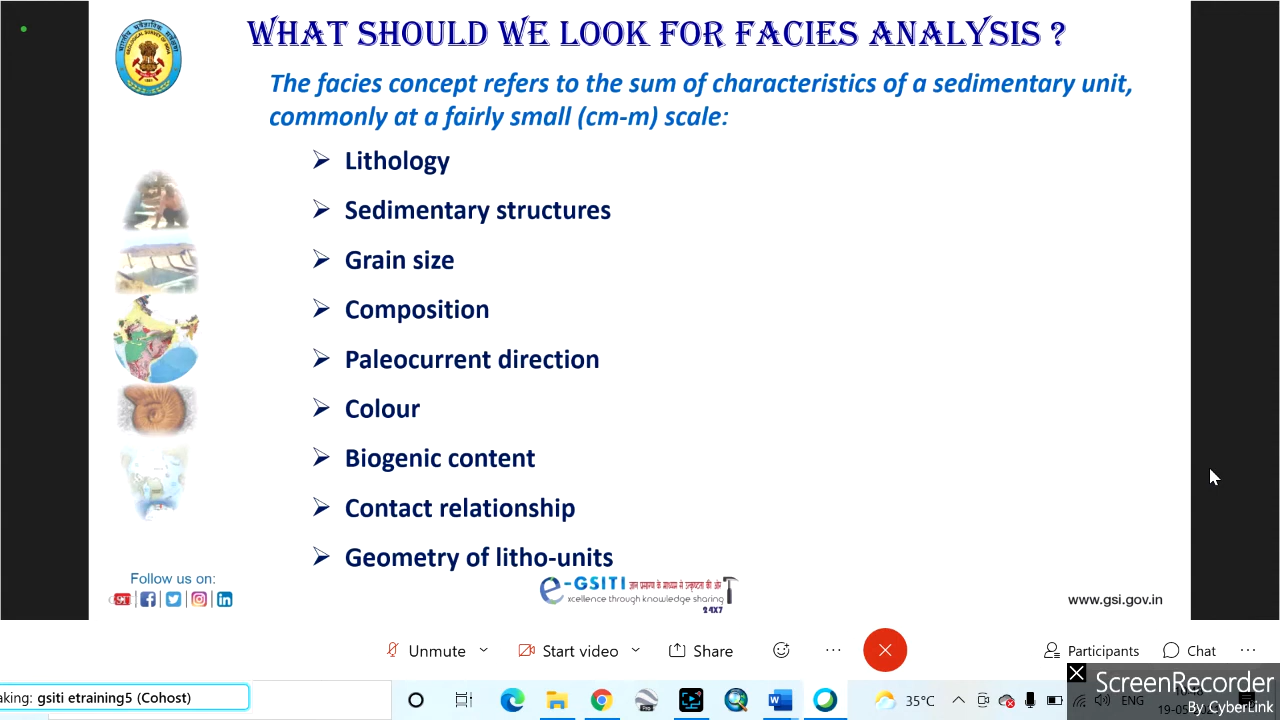 WHAT SHOULD WE LOOK FOR FACIES ANALYSIS ?
The facies concept refers to the sum of characteristics of a sedimentary unit,
commonly at a fairly small (cm-m) scale:
Lithology
Sedimentary structures
Grain size
Composition
Paleocurrent direction
Colour
Biogenic content
Contact relationship
Geometry of litho-units
Follow us on:
e-GSITI
xcellence through knowledge sharing
24X7
www.gsi.gov.in
Unmute
Start video
Share
Participants
Chat
aking: gsiti etraining5 (Cohost)
35°C
ENG
ScreenRecorder
By CyberLink